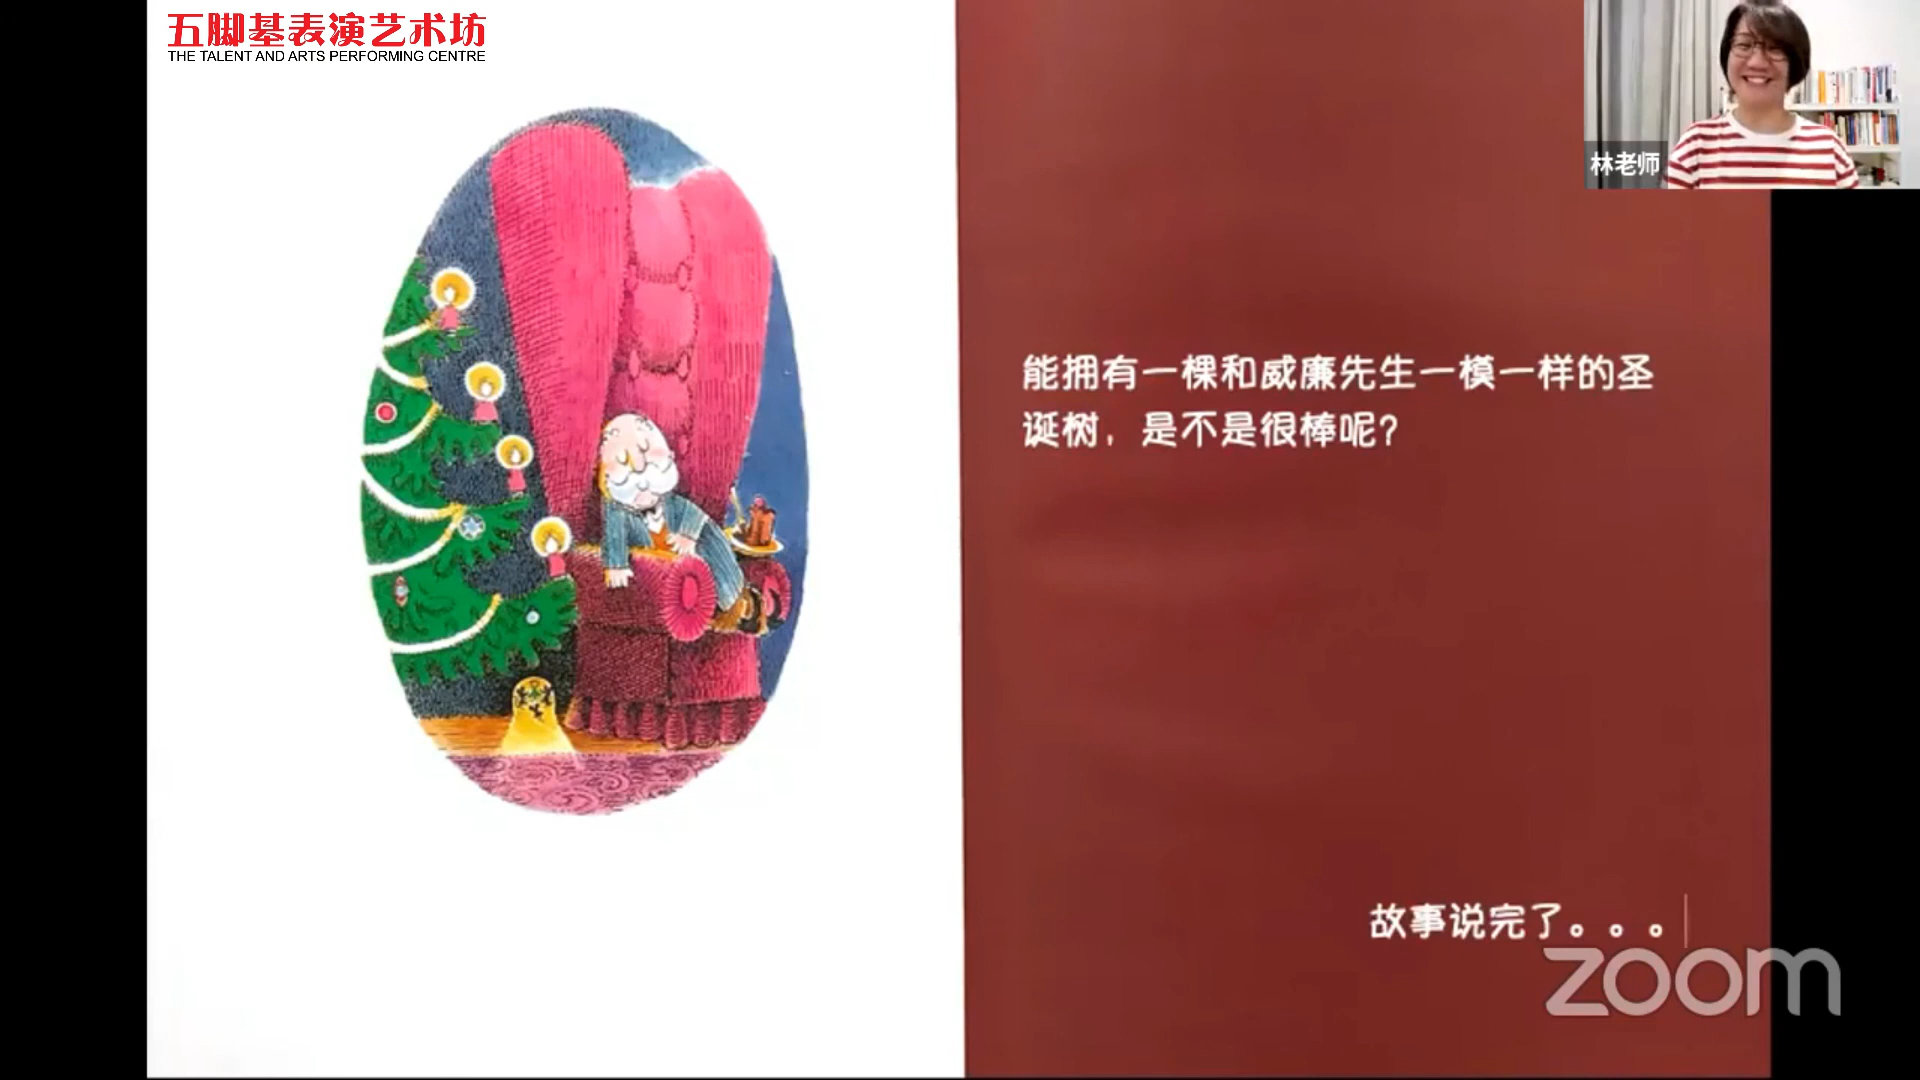 五脚基表演艺术坊
THE TALENT AND ARTS PERFORMING CENTRE
林老师
能拥有一棵和威廉先生一模一样的圣
诞树，是不是很棒呢？
故事说完了。。。
zoom